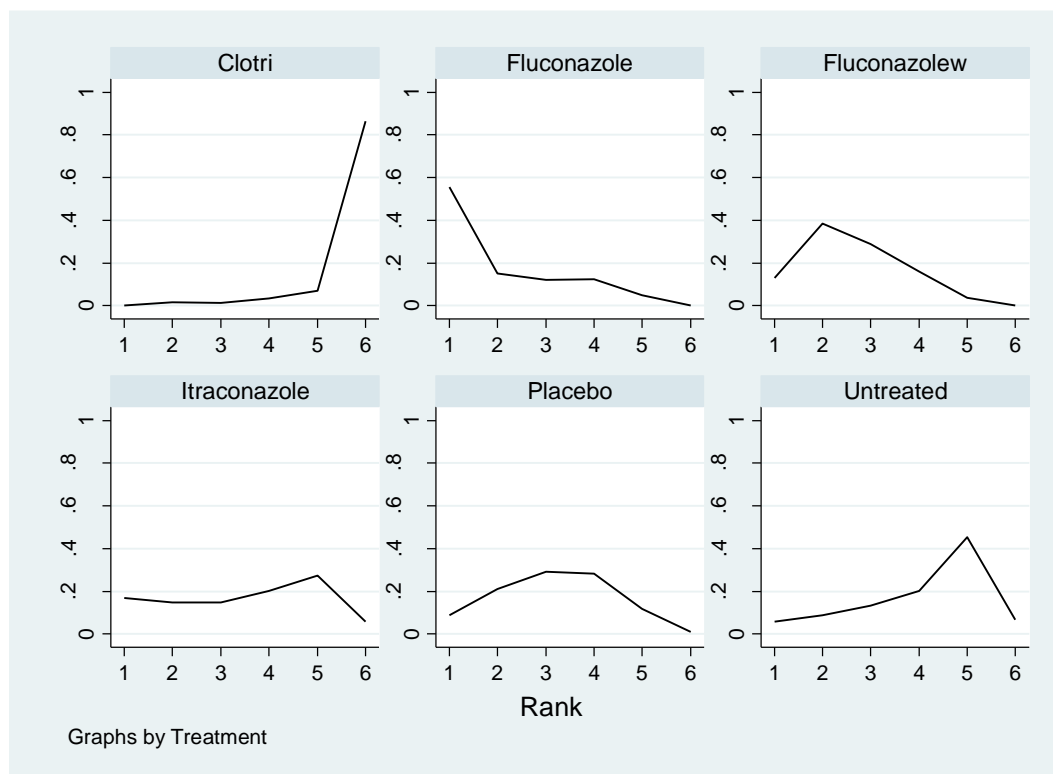 Clotri
Fluconazole
Fluconazolew
1
.8
.6
.4
.2
0
1 2 3 4 5 6
1
.8
.6
.4
.2
0
1 2 3 4 5 6
1
.8
.6
.4
.2
0
1 2 3 4 5 6
Itraconazole
Placebo
Untreated
1
.8
.6
.4
.2
0
1 2 3 4 5 6
1
.8
.6
.4
.2
0
1 2 3 4 5 6
1
.8
.6
.4
.2
0
1 2 3 4 5 6
Rank
Graphs by Treatment